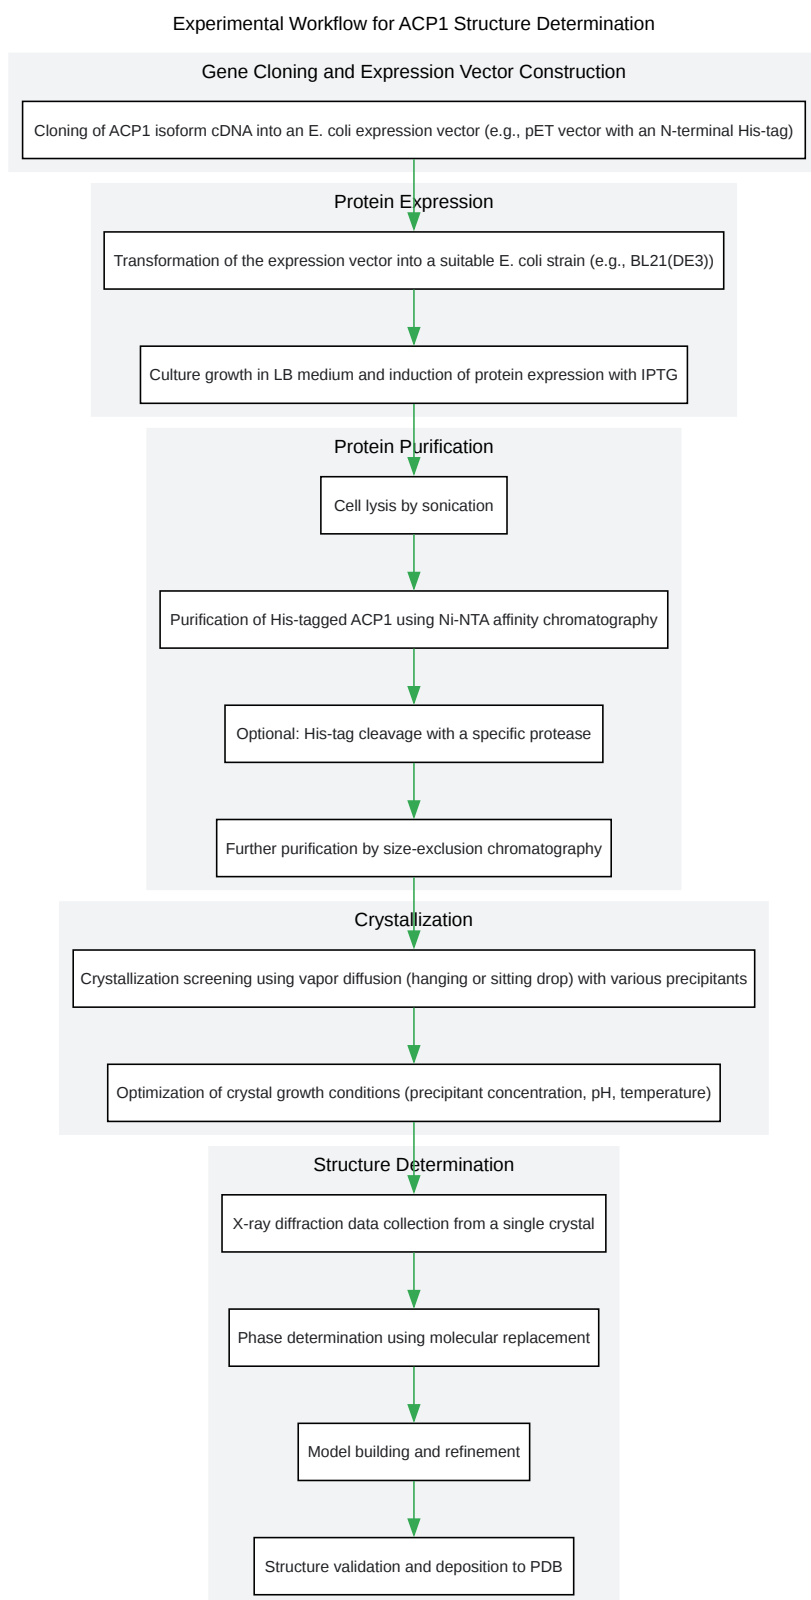 Experimental Workflow for ACP1 Structure Determination
Gene Cloning and Expression Vector Construction
Cloning of ACP1 isoform cDNA into an E. coli expression vector (e.g., pET vector with an N-terminal His-tag)
Protein Expression
Transformation of the expression vector into a suitable E. coli strain (e.g., BL21(DE3))
Culture growth in LB medium and induction of protein expression with IPTG
Protein Purification
Cell lysis by sonication
Purification of His-tagged ACP1 using Ni-NTA affinity chromatography
Optional: His-tag cleavage with a specific protease
Further purification by size-exclusion chromatography
Crystallization
Crystallization screening using vapor diffusion (hanging or sitting drop) with various precipitants
Optimization of crystal growth conditions (precipitant concentration, pH, temperature)
Structure Determination
X-ray diffraction data collection from a single crystal
Phase determination using molecular replacement
Model building and refinement
Structure validation and deposition to PDB